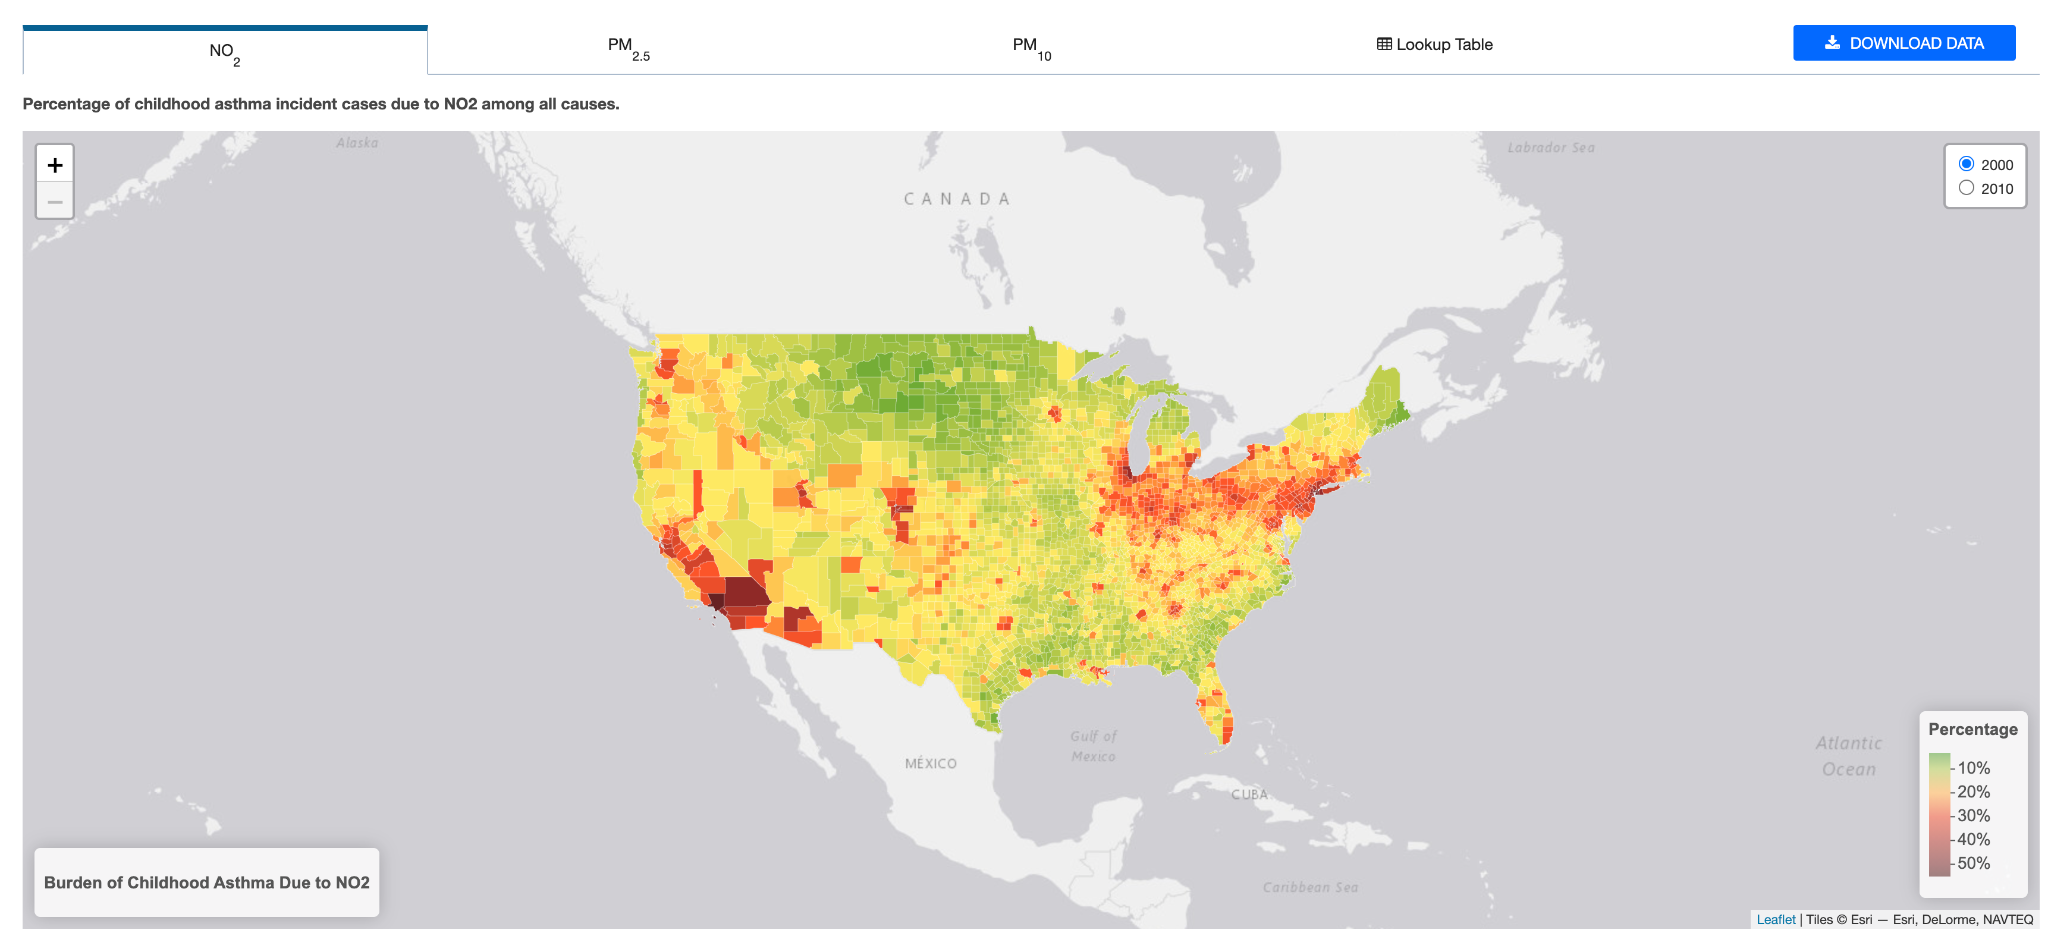 NO2
PM2.5
PM10
Lookup Table
DOWNLOAD DATA
Percentage of childhood asthma incident cases due to NO2 among all causes.
+
−
Alaska
CANADA
Labrador Sea
2000
2010
Gulf of
Mexico
MÉXICO
CUBA
Caribbean Sea
Atlantic
Ocean
Percentage
10%
20%
30%
40%
50%
Burden of Childhood Asthma Due to NO2
Leaflet | Tiles © Esri — Esri, DeLorme, NAVTEQ